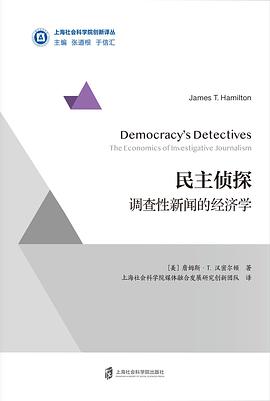 上海社会科学院创新译丛
主编 张道根 于信汇
James T. Hamilton
Democracy's Detectives
The Economics of Investigative Journalism
民主侦探
调查性新闻的经济学
[美] 詹姆斯·T. 汉密尔顿 著
上海社会科学院媒体融合发展研究创新团队 译
上海社会科学院出版社